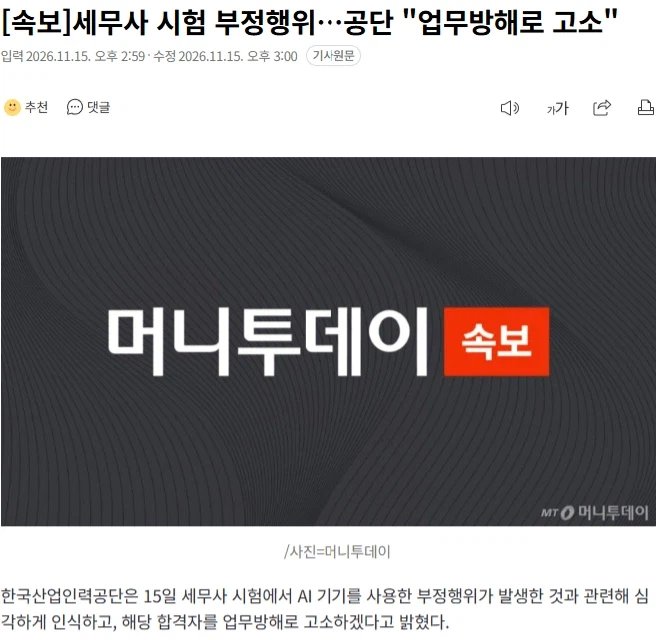 [속보]세무사 시험 부정행위…공단 "업무방해로 고소"
입력 2026.11.15. 오후 2:59 · 수정 2026.11.15. 오후 3:00 기사원문
추천 댓글 가가
머니투데이 속보
MT 머니투데이
/사진=머니투데이
한국산업인력공단은 15일 세무사 시험에서 AI 기기를 사용한 부정행위가 발생한 것과 관련해 심
각하게 인식하고, 해당 합격자를 업무방해로 고소하겠다고 밝혔다.